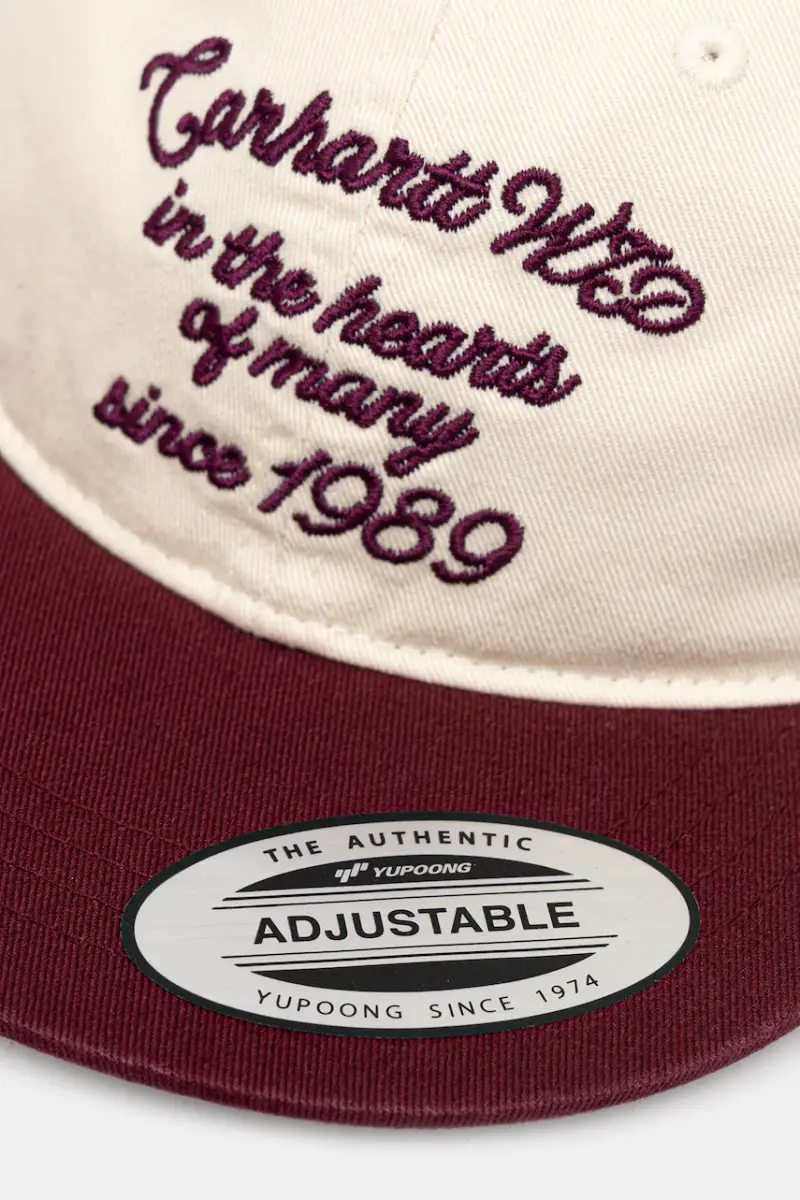 Carhartt WIP
in the hearts
of many
since 1989
THE AUTHENTIC
YUPOONG
ADJUSTABLE
YUPOONG SINCE 1974